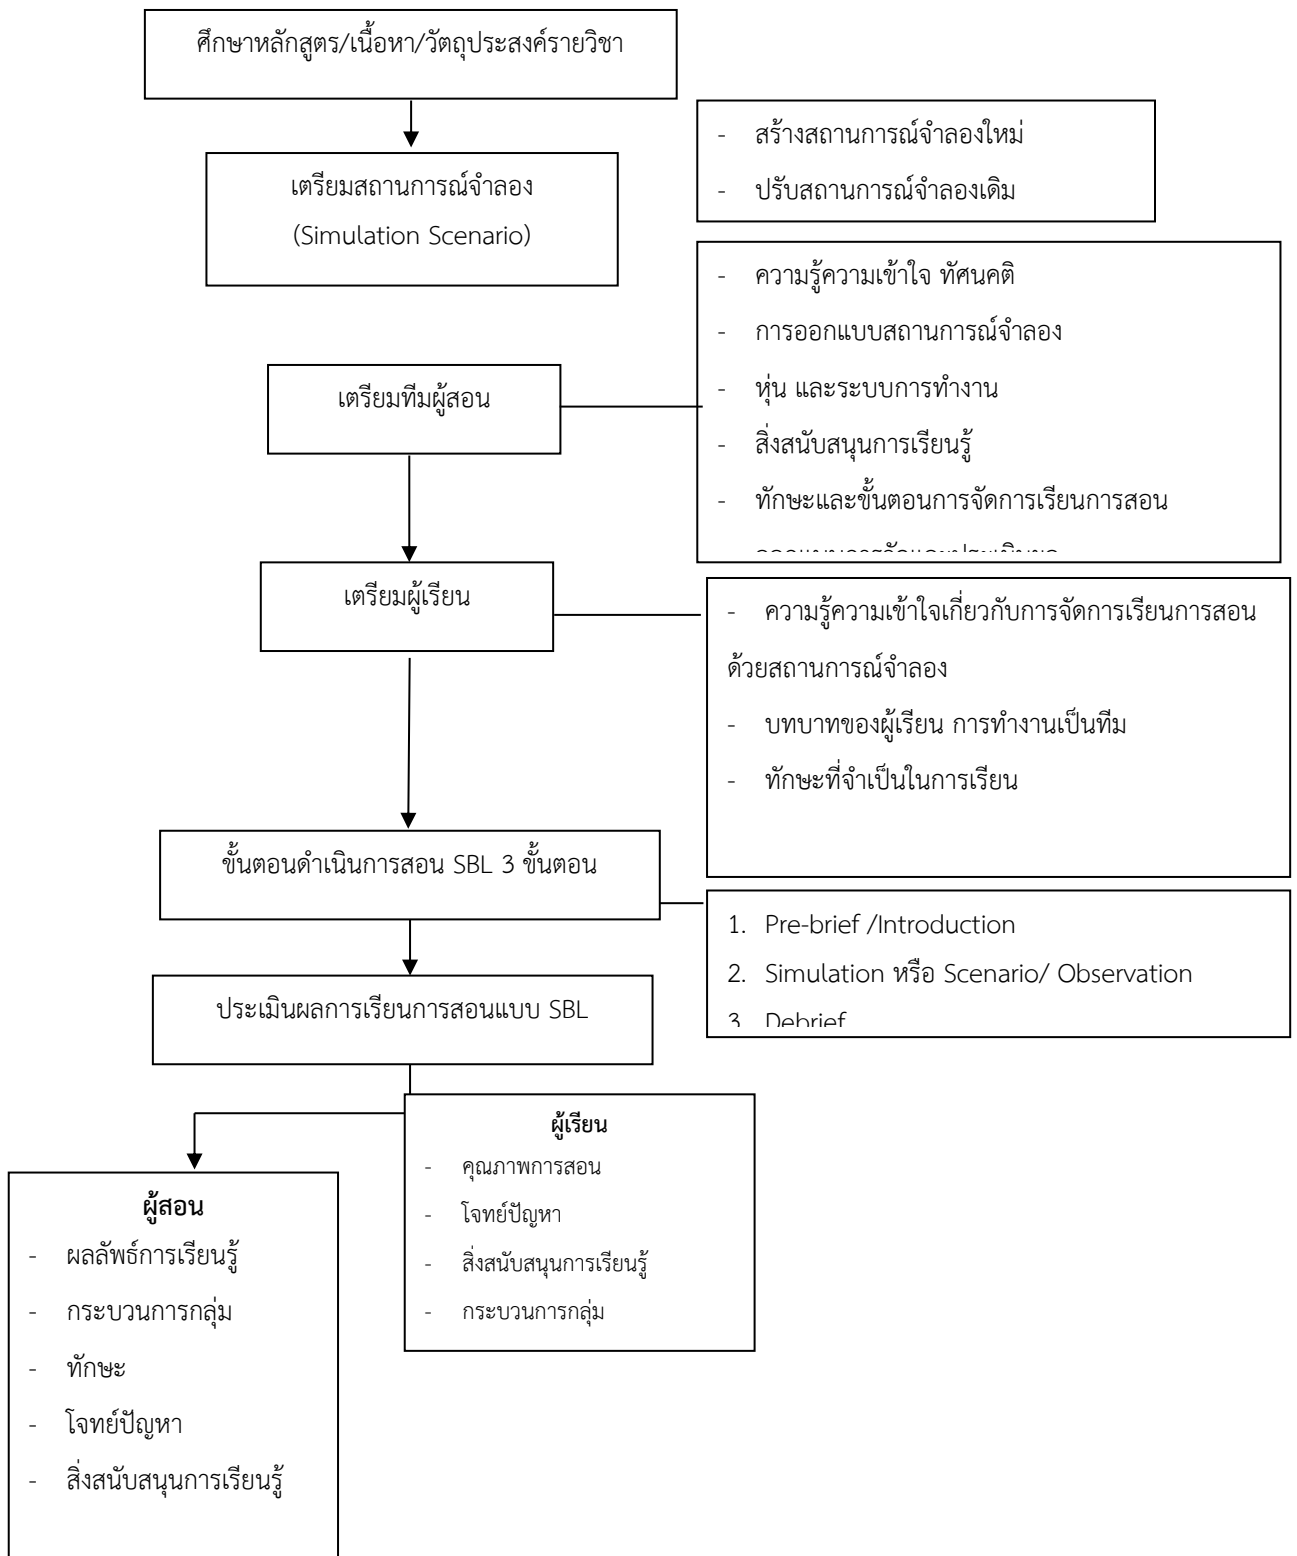 ศึกษาหลักสูตร/เนื้อหา/วัตถุประสงค์รายวิชา
เตรียมสถานการณ์จำลอง
(Simulation Scenario)
- สร้างสถานการณ์จำลองใหม่
- ปรับสถานการณ์จำลองเดิม
เตรียมทีมผู้สอน
- ความรู้ความเข้าใจ ทัศนคติ
- การออกแบบสถานการณ์จำลอง
- หุ่น และระบบการทำงาน
- สิ่งสนับสนุนการเรียนรู้
- ทักษะและขั้นตอนการจัดการเรียนการสอน
เตรียมผู้เรียน
- ความรู้ความเข้าใจเกี่ยวกับการจัดการเรียนการสอน
ด้วยสถานการณ์จำลอง
- บทบาทของผู้เรียน การทำงานเป็นทีม
- ทักษะที่จำเป็นในการเรียน
ขั้นตอนดำเนินการสอน SBL 3 ขั้นตอน
1. Pre-brief /Introduction
2. Simulation หรือ Scenario/ Observation
3. Debrief
ประเมินผลการเรียนการสอนแบบ SBL
ผู้เรียน
- คุณภาพการสอน
- โจทย์ปัญหา
- สิ่งสนับสนุนการเรียนรู้
- กระบวนการกลุ่ม
ผู้สอน
- ผลลัพธ์การเรียนรู้
- กระบวนการกลุ่ม
- ทักษะ
- โจทย์ปัญหา
- สิ่งสนับสนุนการเรียนรู้